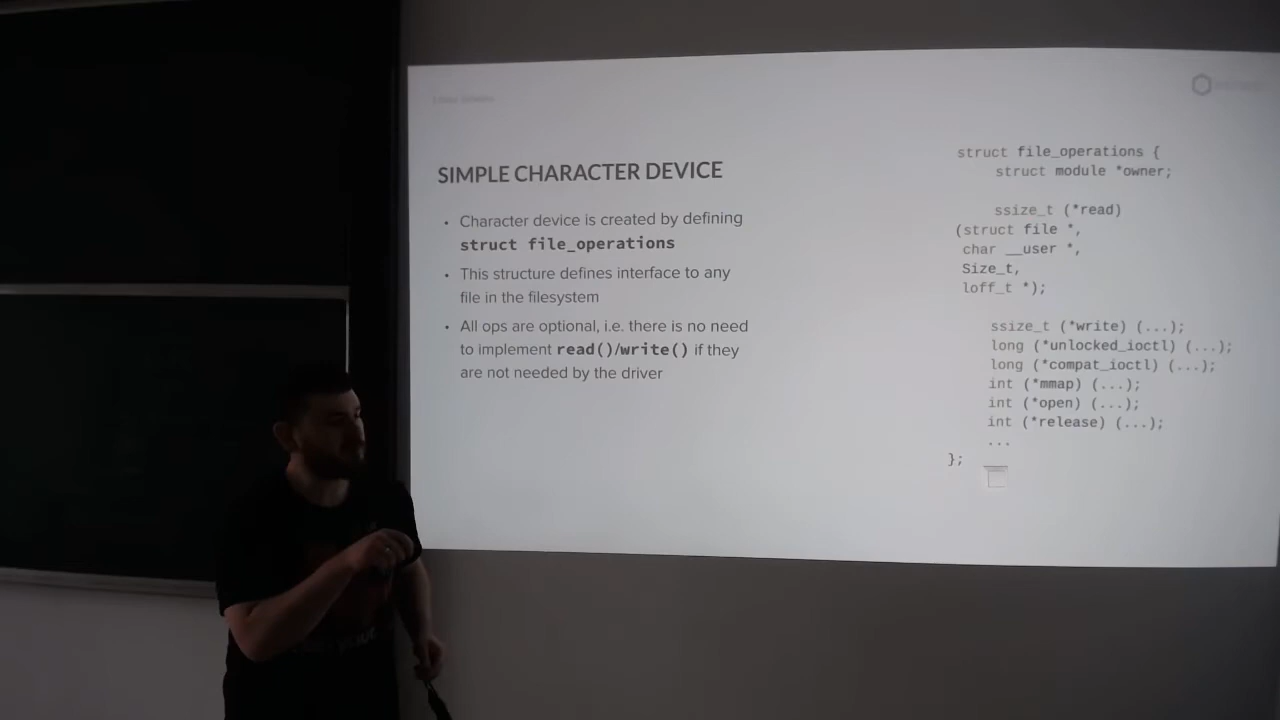 SIMPLE CHARACTER DEVICE
• Character device is created by defining
struct file_operations
• This structure defines interface to any
file in the filesystem
• All ops are optional, i.e. there is no need
to implement read()/write() if they
are not needed by the driver
struct file_operations {
struct module *owner;
ssize_t (*read)
(struct file *,
char __user *,
Size_t,
loff_t *);
ssize_t (*write) (...);
long (*unlocked_ioctl) (...);
long (*compat_ioctl) (...);
int (*mmap) (...);
int (*open) (...);
int (*release) (...);
...
};